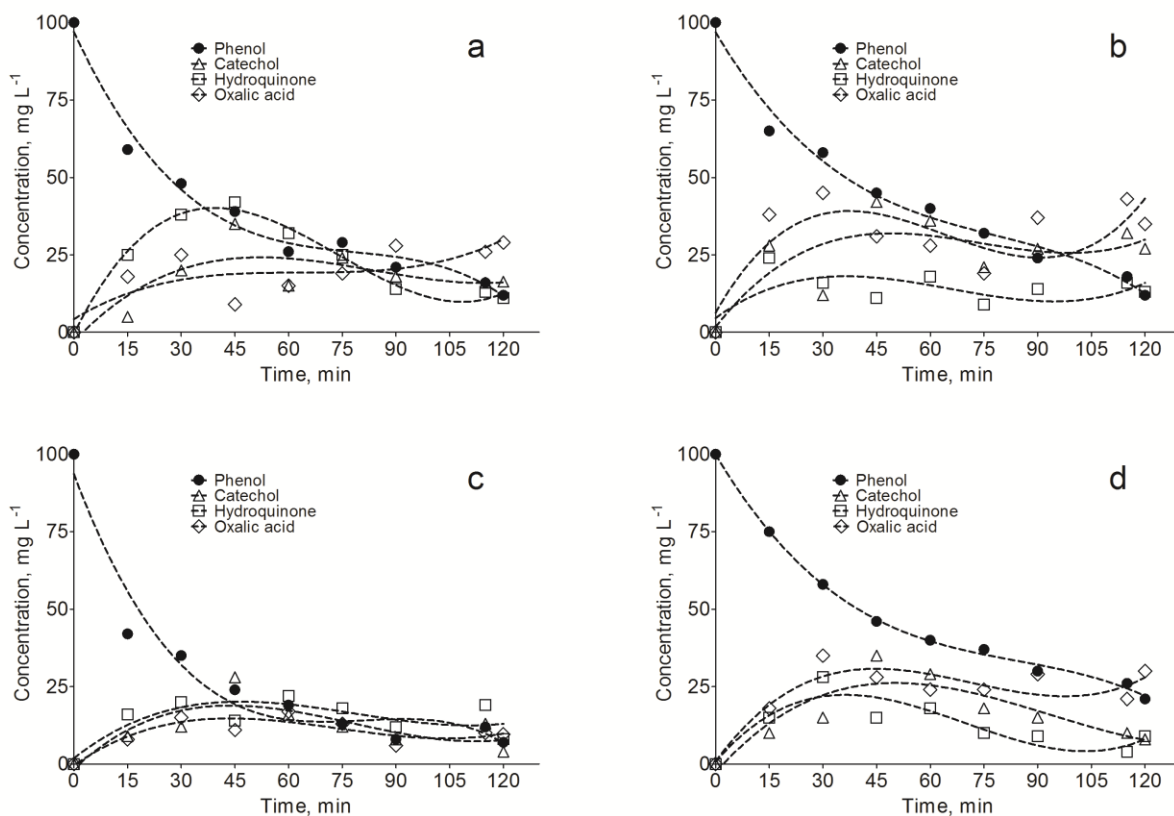 a
Phenol
Catechol
Hydroquinone
Oxalic acid
100
75
50
25
0
Concentration, mg L⁻¹
0 15 30 45 60 75 90 105 120
Time, min
b
Phenol
Catechol
Hydroquinone
Oxalic acid
100
75
50
25
0
Concentration, mg L⁻¹
0 15 30 45 60 75 90 105 120
Time, min
c
Phenol
Catechol
Hydroquinone
Oxalic acid
100
75
50
25
0
Concentration, mg L⁻¹
0 15 30 45 60 75 90 105 120
Time, min
d
Phenol
Catechol
Hydroquinone
Oxalic acid
100
75
50
25
0
Concentration, mg L⁻¹
0 15 30 45 60 75 90 105 120
Time, min